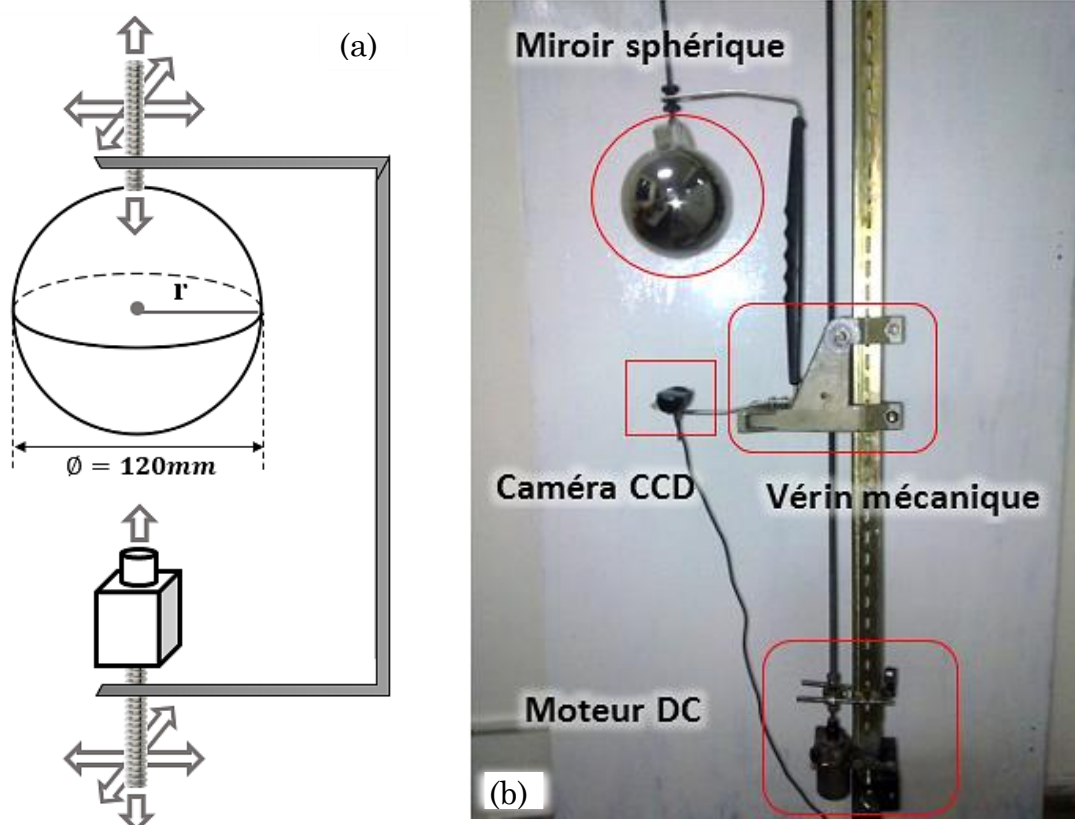 (a)
r
Ø = 120mm
Miroir sphérique
Caméra CCD
Vérin mécanique
Moteur DC
(b)